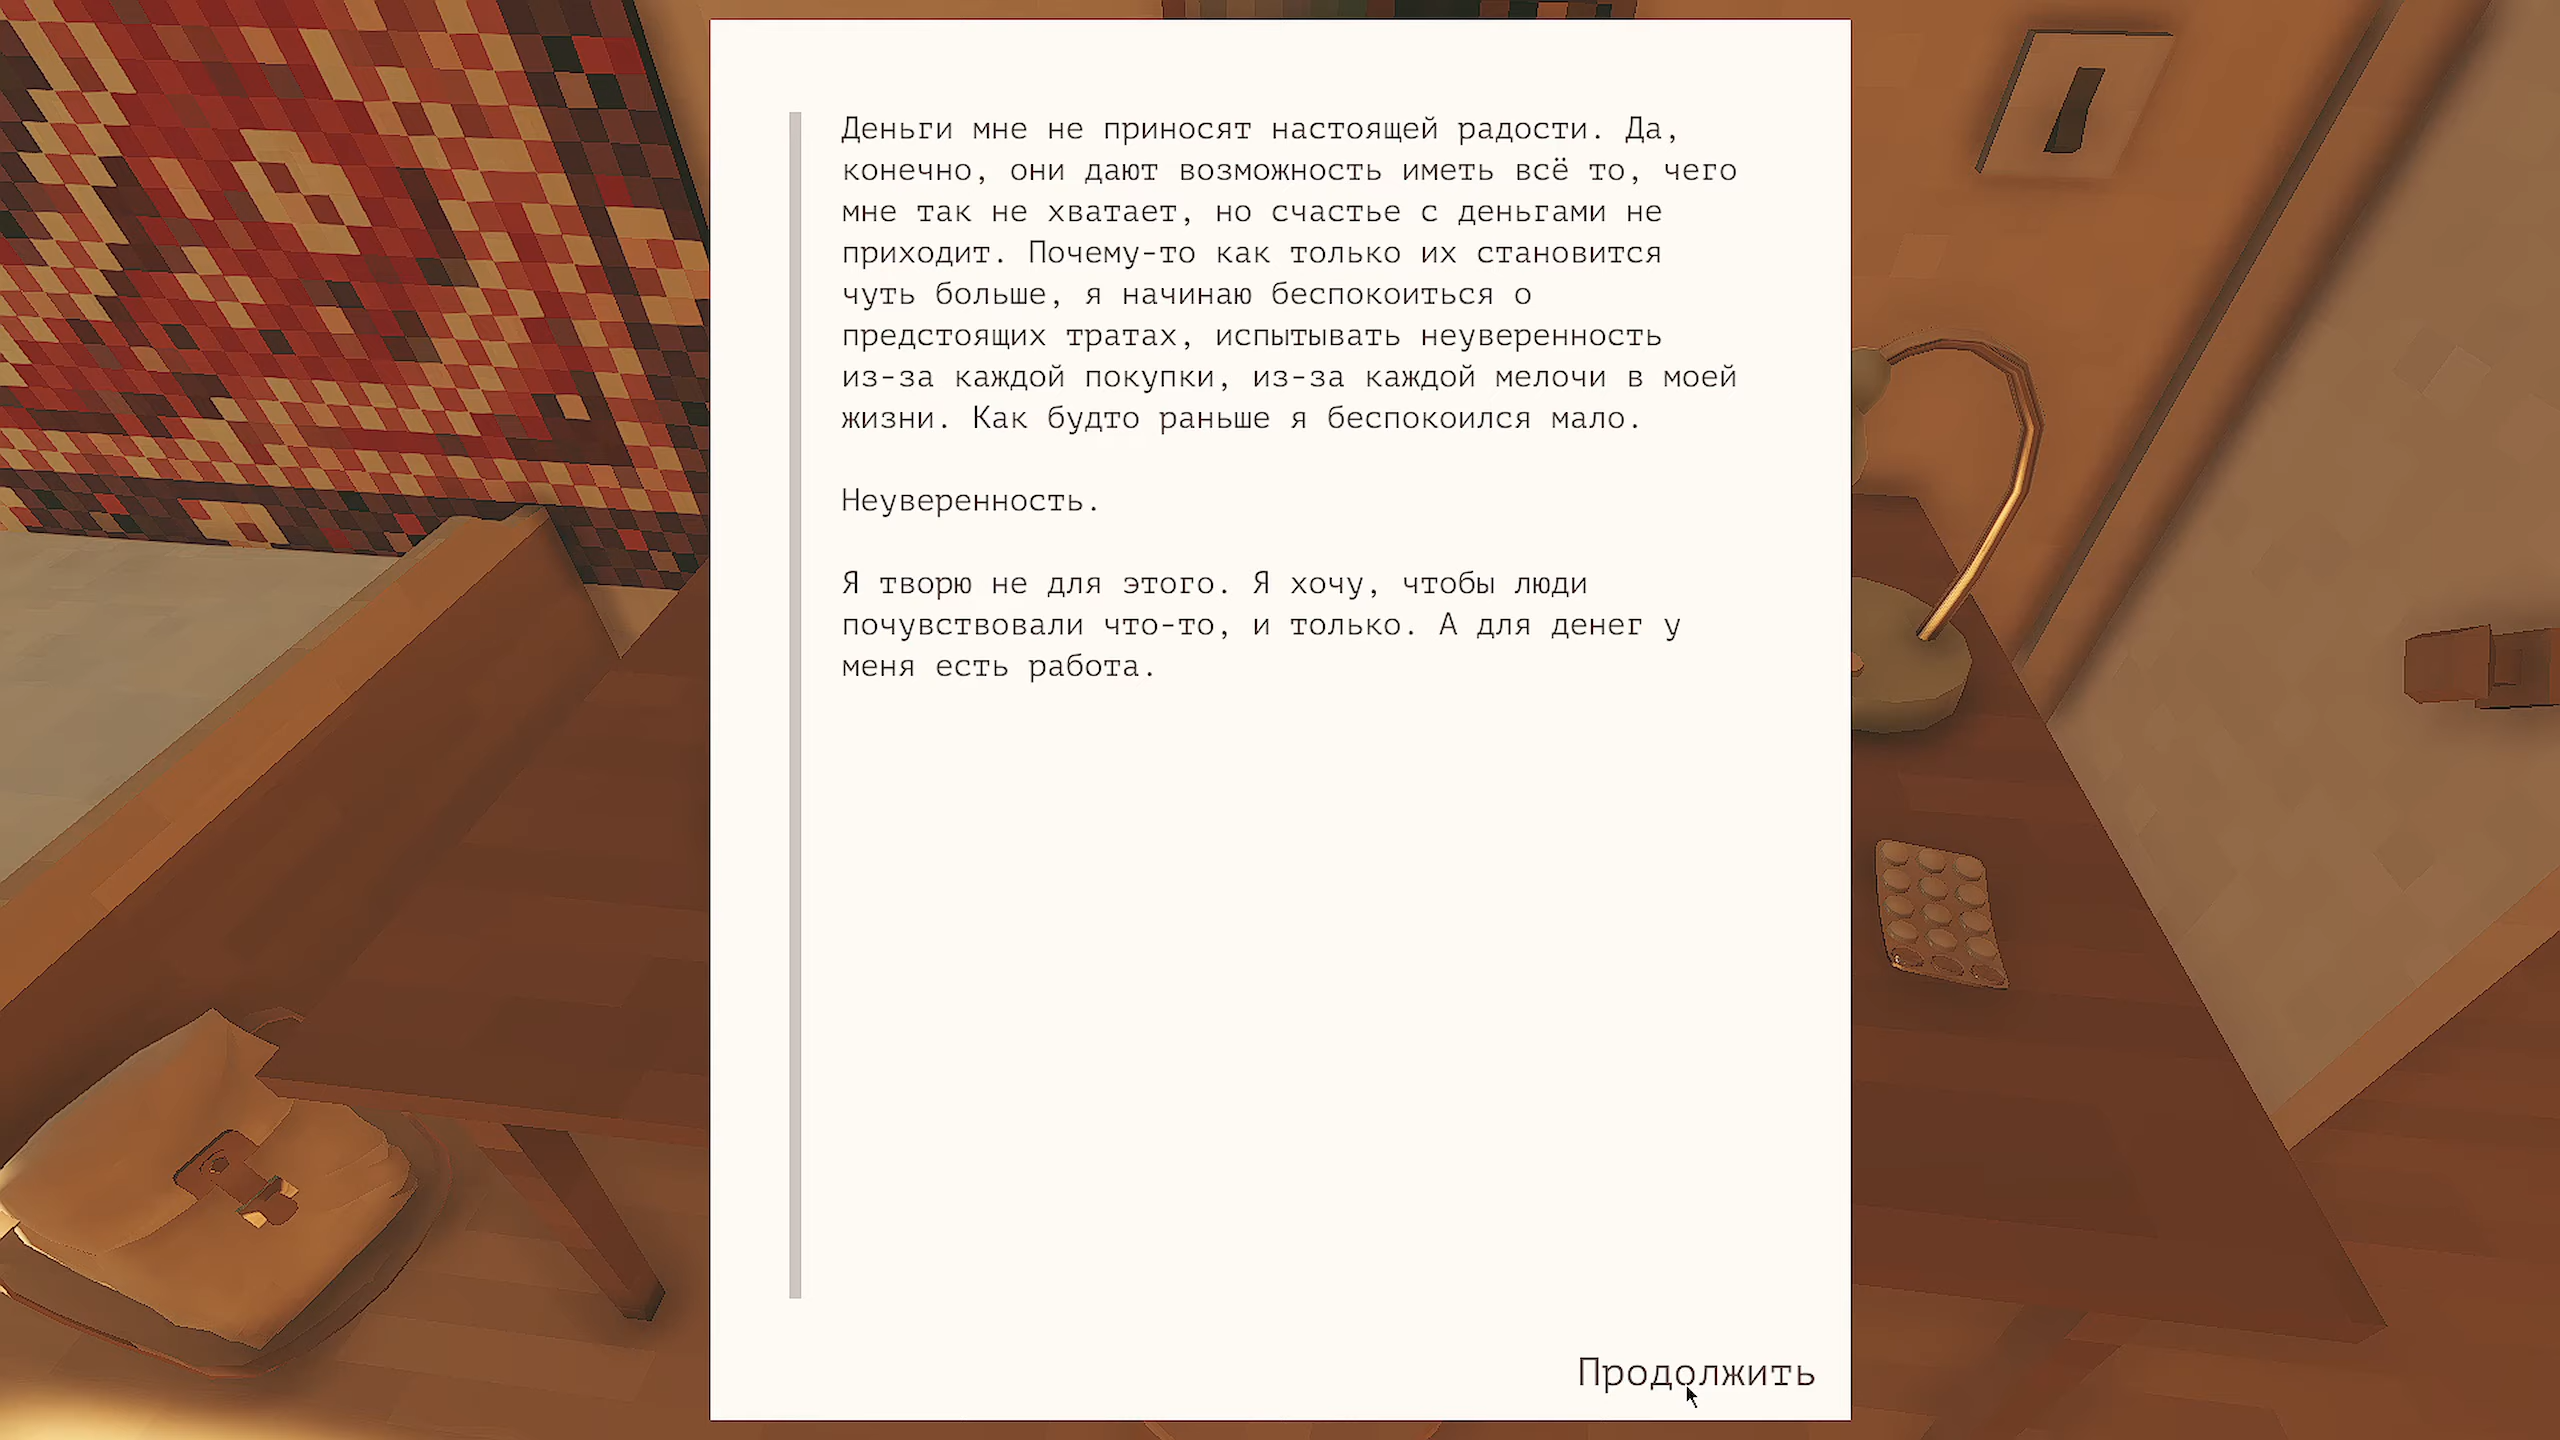 Деньги мне не приносят настоящей радости. Да,
конечно, они дают возможность иметь всё то, чего
мне так не хватает, но счастье с деньгами не
приходит. Почему-то как только их становится
чуть больше, я начинаю беспокоиться о
предстоящих тратах, испытывать неуверенность
из-за каждой покупки, из-за каждой мелочи в моей
жизни. Как будто раньше я беспокоился мало.
Неуверенность.
Я творю не для этого. Я хочу, чтобы люди
почувствовали что-то, и только. А для денег у
меня есть работа.
Продолжить